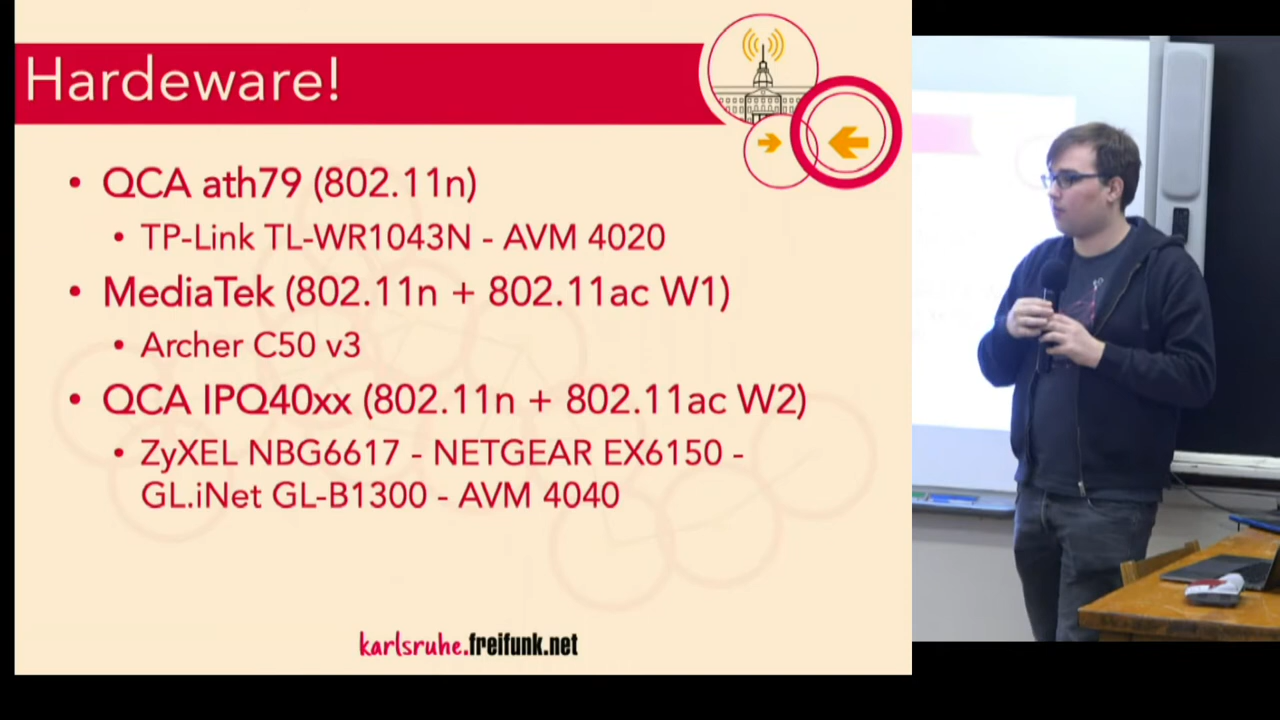 Hardeware!
• QCA ath79 (802.11n)
• TP-Link TL-WR1043N - AVM 4020
• MediaTek (802.11n + 802.11ac W1)
• Archer C50 v3
• QCA IPQ40xx (802.11n + 802.11ac W2)
• ZyXEL NBG6617 - NETGEAR EX6150 -
GL.iNet GL-B1300 - AVM 4040
karlsruhe.freifunk.net